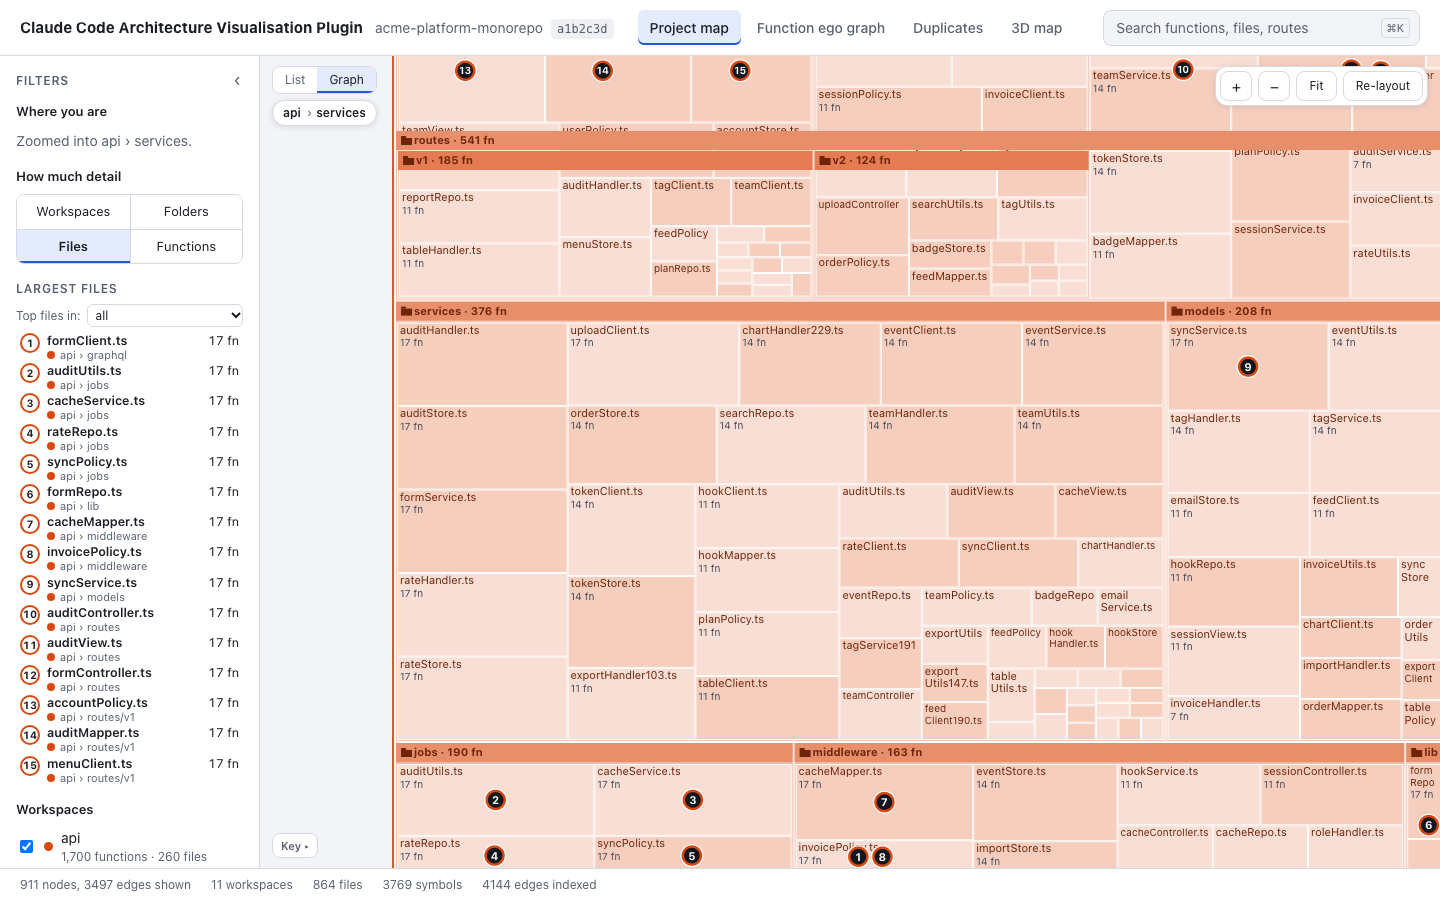 Claude Code Architecture Visualisation Plugin acme-platform-monorepo a1b2c3d
Project map Function ego graph Duplicates 3D map
Search functions, files, routes ⌘K
FILTERS ‹
Where you are
Zoomed into api › services.
How much detail
Workspaces Folders
Files Functions
LARGEST FILES
Top files in: all
1 formClient.ts 17 fn
api › graphql
2 auditUtils.ts 17 fn
api › jobs
3 cacheService.ts 17 fn
api › jobs
4 rateRepo.ts 17 fn
api › jobs
5 syncPolicy.ts 17 fn
api › jobs
6 formRepo.ts 17 fn
api › lib
7 cacheMapper.ts 17 fn
api › middleware
8 invoicePolicy.ts 17 fn
api › middleware
9 syncService.ts 17 fn
api › models
10 auditController.ts 17 fn
api › routes
11 auditView.ts 17 fn
api › routes
12 formController.ts 17 fn
api › routes
13 accountPolicy.ts 17 fn
api › routes/v1
14 auditMapper.ts 17 fn
api › routes/v1
15 menuClient.ts 17 fn
api › routes/v1
Workspaces
api
1,700 functions · 260 files
List Graph
api › services
Key ▸
+ − Fit Re-layout
13 14 15 10
teamService.ts
14 fn
sessionPolicy.ts
11 fn
invoiceClient.ts
teamView.ts userPolicy.ts accountStore.ts
routes · 541 fn
v1 · 185 fn
v2 · 124 fn
reportRepo.ts
11 fn
tableHandler.ts
11 fn
auditHandler.ts
menuStore.ts
tagClient.ts
teamClient.ts
feedPolicy
planRepo.ts
uploadController
orderPolicy.ts
searchUtils.ts
tagUtils.ts
badgeStore.ts
feedMapper.ts
tokenStore.ts
14 fn
badgeMapper.ts
11 fn
planPolicy.ts
sessionService.ts
auditService.ts
7 fn
invoiceClient.ts
rateUtils.ts
services · 376 fn
auditHandler.ts
17 fn
uploadClient.ts
17 fn
chartHandler229.ts
14 fn
eventClient.ts
14 fn
eventService.ts
14 fn
auditStore.ts
17 fn
orderStore.ts
14 fn
searchRepo.ts
14 fn
teamHandler.ts
14 fn
teamUtils.ts
14 fn
formService.ts
17 fn
tokenClient.ts
14 fn
hookClient.ts
11 fn
auditUtils.ts
auditView.ts
cacheView.ts
rateClient.ts
syncClient.ts
chartHandler.ts
hookMapper.ts
11 fn
rateHandler.ts
17 fn
tokenStore.ts
14 fn
eventRepo.ts
teamPolicy.ts
badgeRepo
email
Service.ts
planPolicy.ts
11 fn
exportUtils
feedPolicy
hook
Handler.ts
hookStore
tagService191
rateStore.ts
17 fn
exportHandler103.ts
11 fn
tableClient.ts
11 fn
export
Utils147.ts
table
Utils.ts
teamController
feed
Client190.ts
models · 208 fn
syncService.ts
17 fn
9
eventUtils.ts
14 fn
tagHandler.ts
14 fn
tagService.ts
14 fn
emailStore.ts
11 fn
feedClient.ts
11 fn
hookRepo.ts
11 fn
invoiceUtils.ts
sync
Store
chartClient.ts
order
Utils
sessionView.ts
11 fn
importHandler.ts
export
Client
invoiceHandler.ts
7 fn
orderMapper.ts
table
Policy
jobs · 190 fn
auditUtils.ts
17 fn
2
cacheService.ts
17 fn
3
rateRepo.ts
17 fn
4
syncPolicy.ts
17 fn
5
middleware · 163 fn
cacheMapper.ts
17 fn
7
eventStore.ts
14 fn
hookService.ts
11 fn
sessionController.ts
11 fn
cacheController.ts
cacheRepo.ts
roleHandler.ts
invoicePolicy.ts
17 fn
1 8
importStore.ts
14 fn
lib
form
Repo
17 fn
6
911 nodes, 3497 edges shown 11 workspaces 864 files 3769 symbols 4144 edges indexed